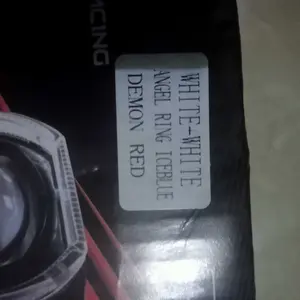 WHITE-WHITE
ANGEL RING ICEBLUE
DEMON RED